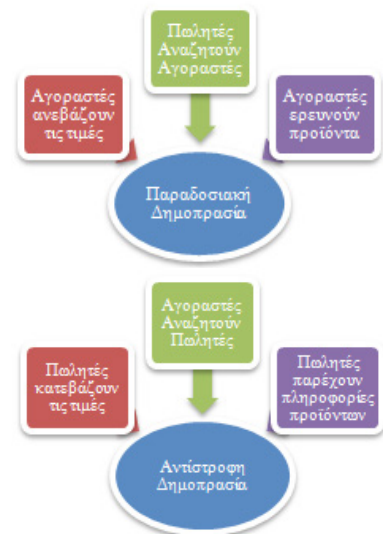 Πωλητές
Αναζητούν
Αγοραστές
Αγοραστές
ανεβάζουν
τις τιμές
Αγοραστές
ερευνούν
προϊόντα
Παραδοσιακή
Δημοπρασία
Αγοραστές
Αναζητούν
Πωλητές
Πωλητές
κατεβάζουν
τις τιμές
Πωλητές
παρέχουν
πληροφορίες
προϊόντων
Αντίστροφη
Δημοπρασία